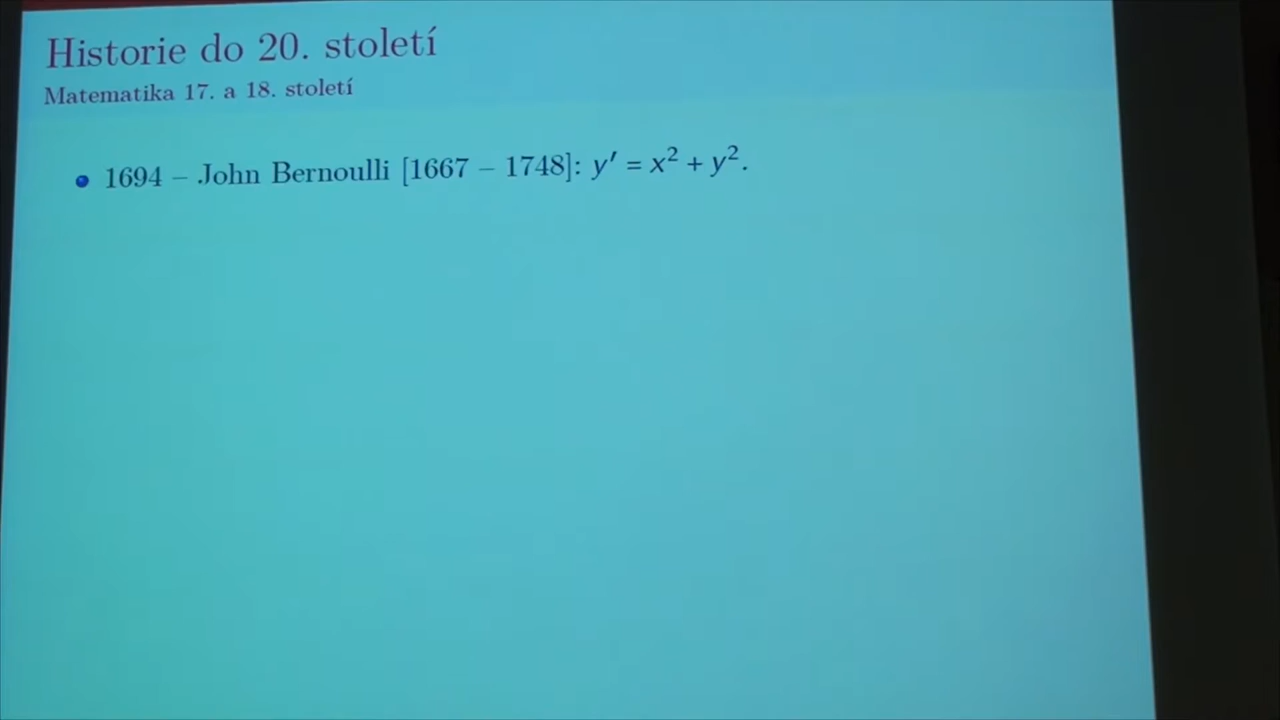 Historie do 20. století
Matematika 17. a 18. století
• 1694 – John Bernoulli [1667 – 1748]: y′ = x² + y².